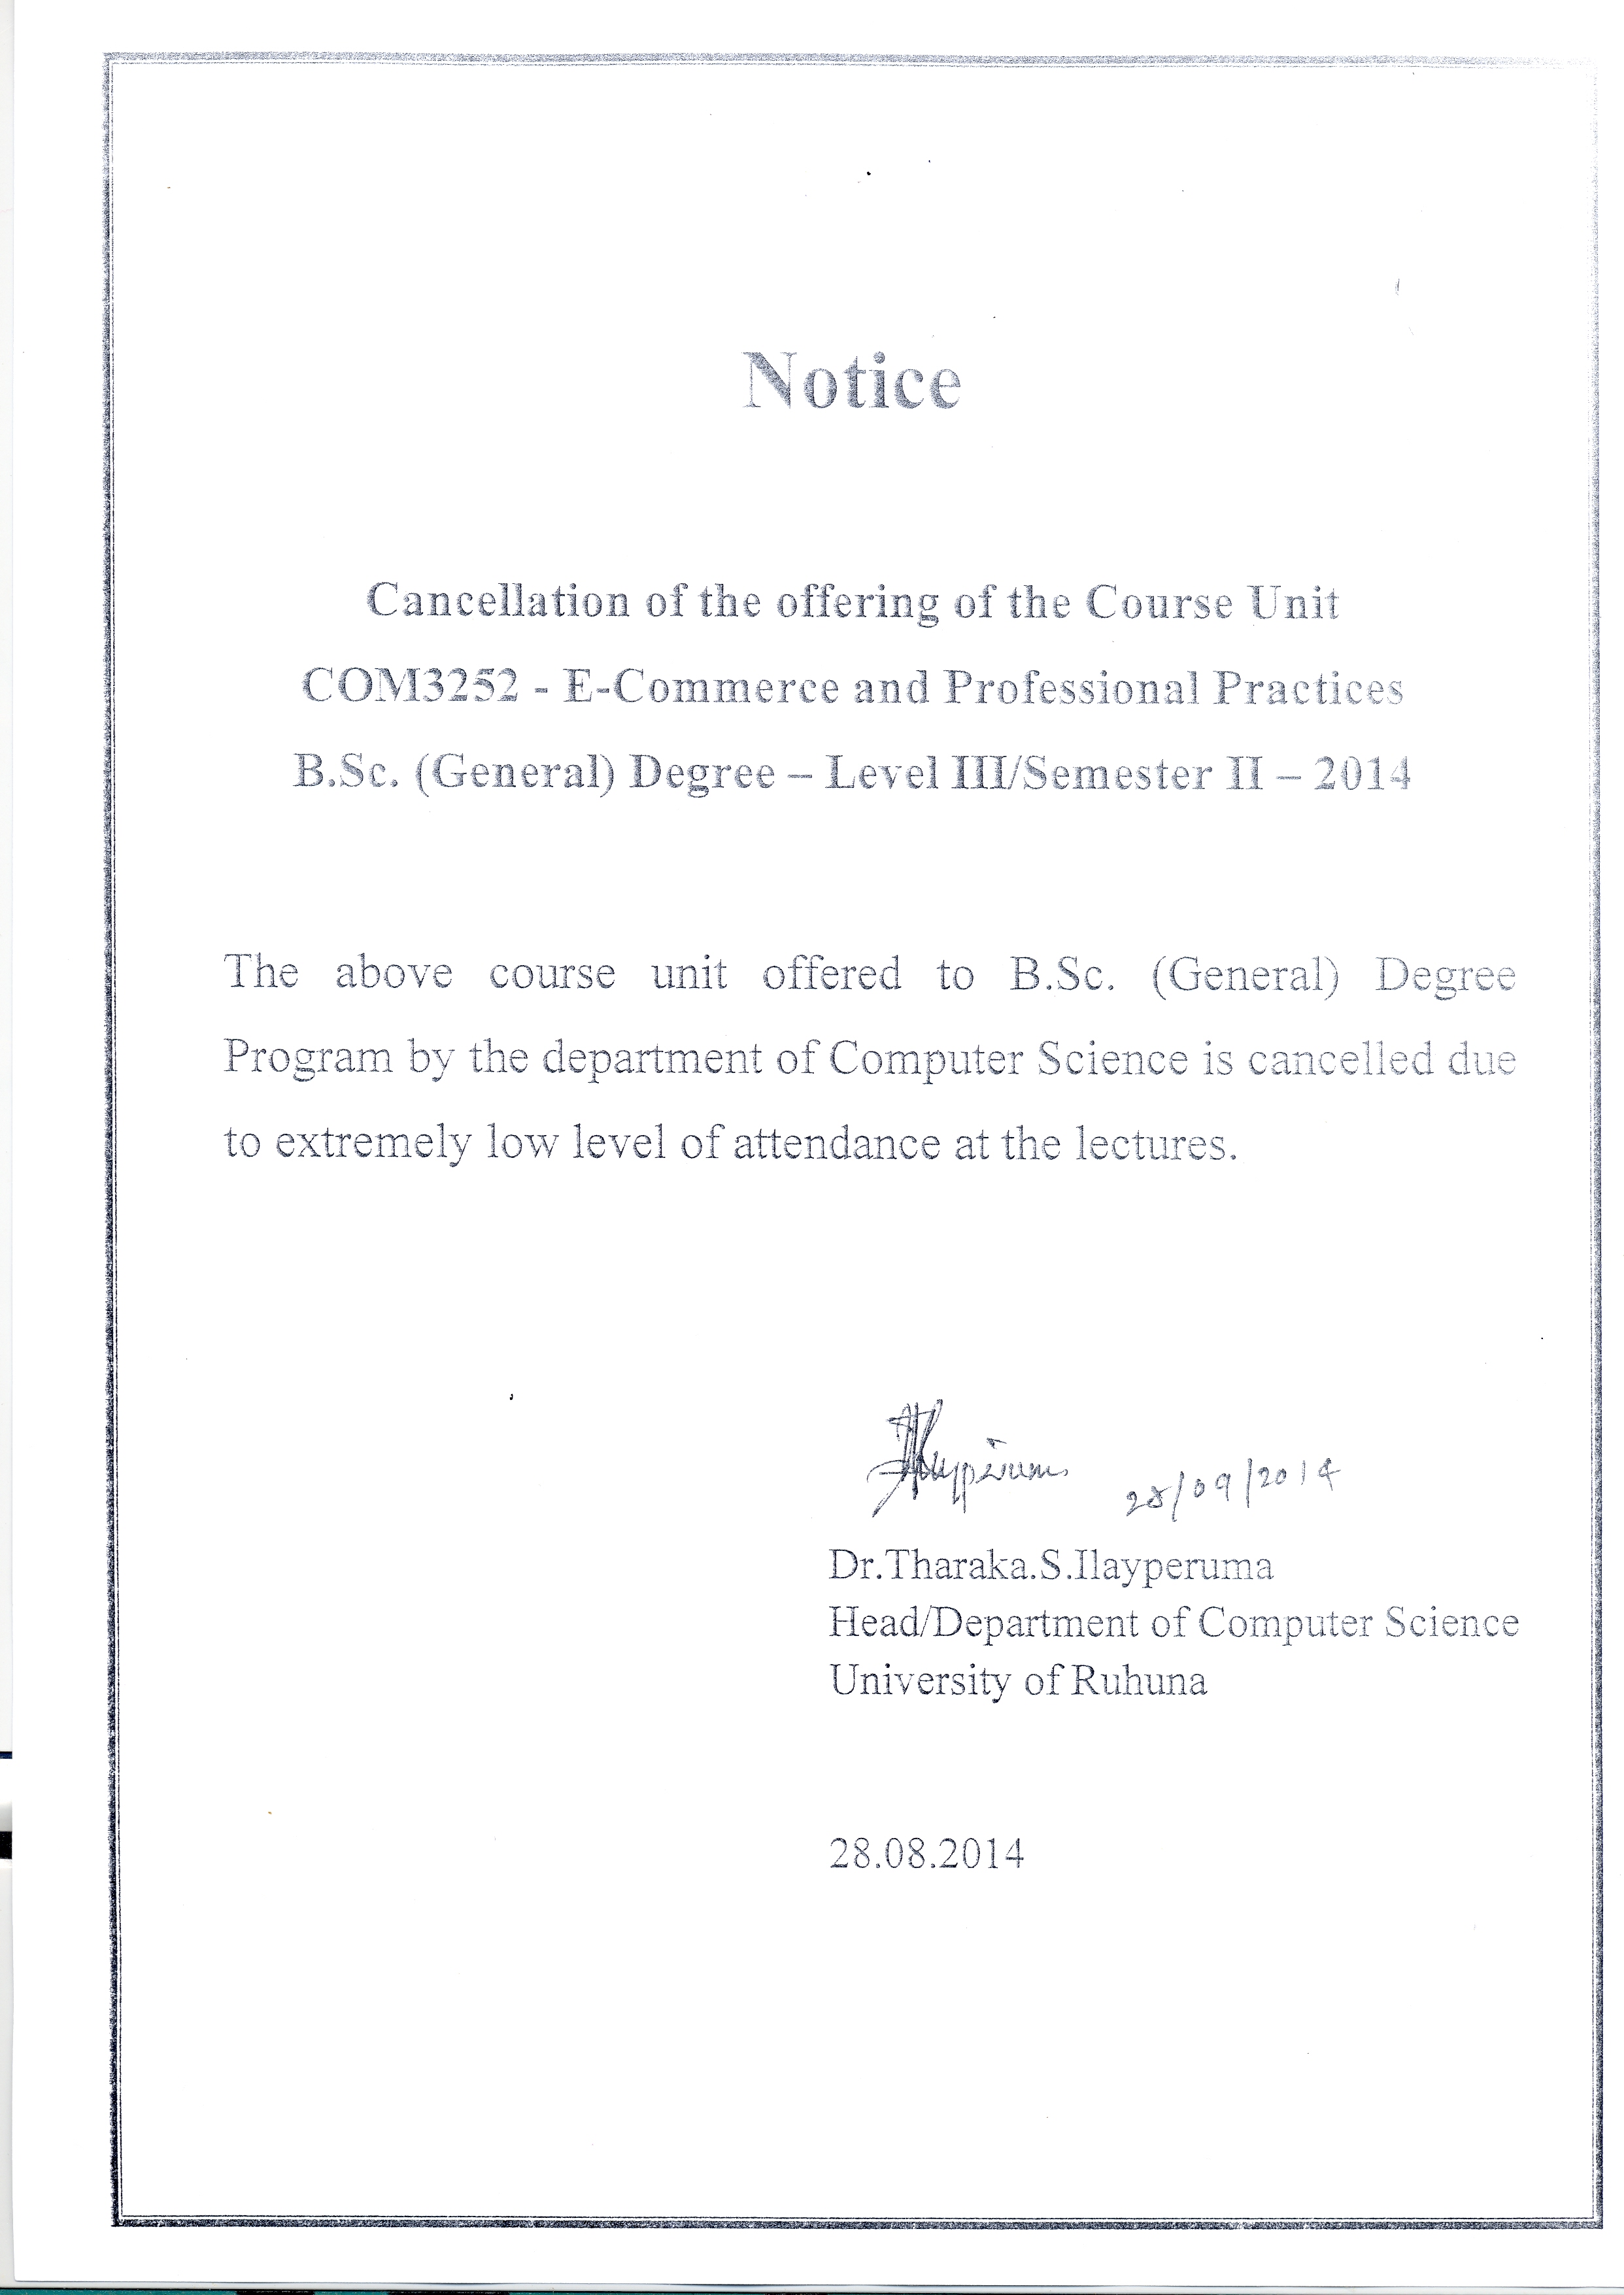 Notice
Cancellation of the offering of the Course Unit
COM3252 - E-Commerce and Professional Practices
B.Sc. (General) Degree – Level III/Semester II – 2014
The above course unit offered to B.Sc. (General) Degree
Program by the department of Computer Science is cancelled due
to extremely low level of attendance at the lectures.
28/09/2014
Dr.Tharaka.S.Ilayperuma
Head/Department of Computer Science
University of Ruhuna
28.08.2014